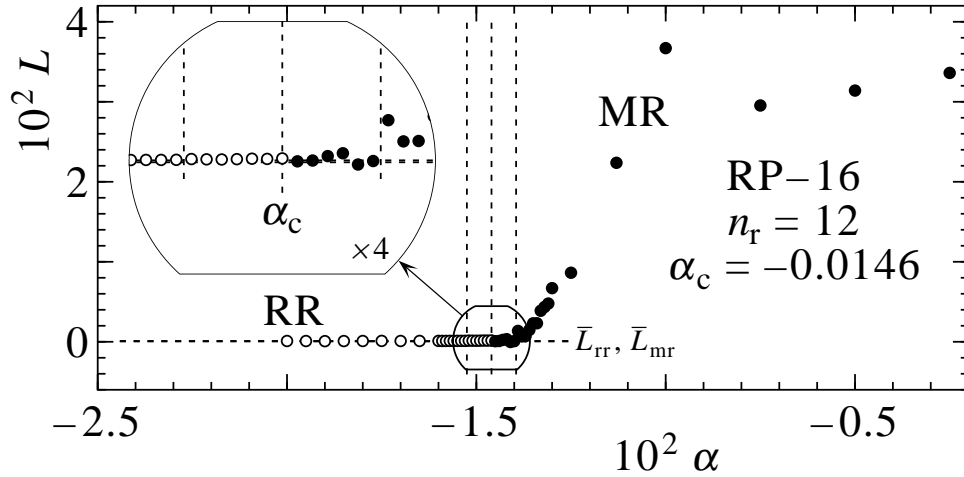 4
2
0
10² L
α_c
×4
RR
MR
RP−16
n_r = 12
α_c = −0.0146
L̄_rr, L̄_mr
−2.5
−1.5
−0.5
10² α